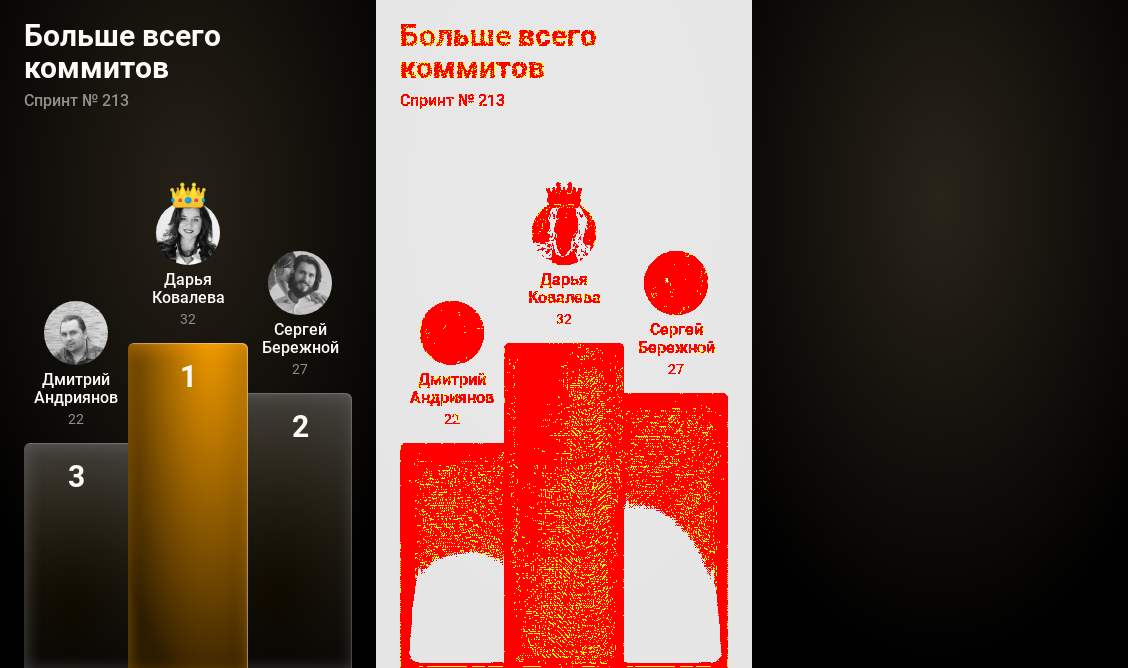 Больше всего
коммитов
Спринт № 213
Дарья
Ковалева
32
Сергей
Бережной
27
Дмитрий
Андриянов
22
1
2
3
Больше всего
коммитов
Спринт № 213
Дарья
Ковалева
32
Сергей
Бережной
27
Дмитрий
Андриянов
22